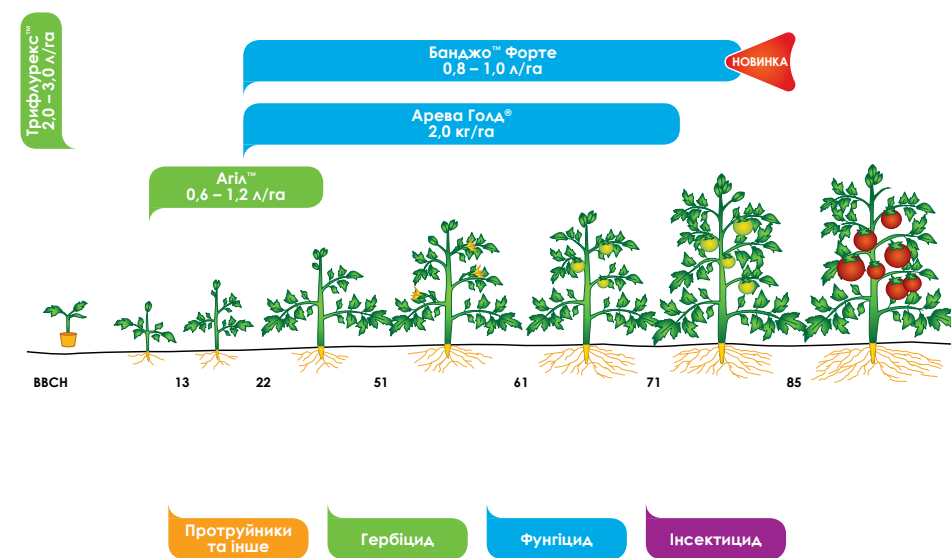 Трифлурекс™
2,0 – 3,0 л/га
Банджо™ Форте
0,8 – 1,0 л/га
НОВИНКА
Арева Голд®
2,0 кг/га
Агіл™
0,6 – 1,2 л/га
BBCH 13 22 51 61 71 85
Протруйники
та інше
Гербіцид
Фунгіцид
Інсектицид